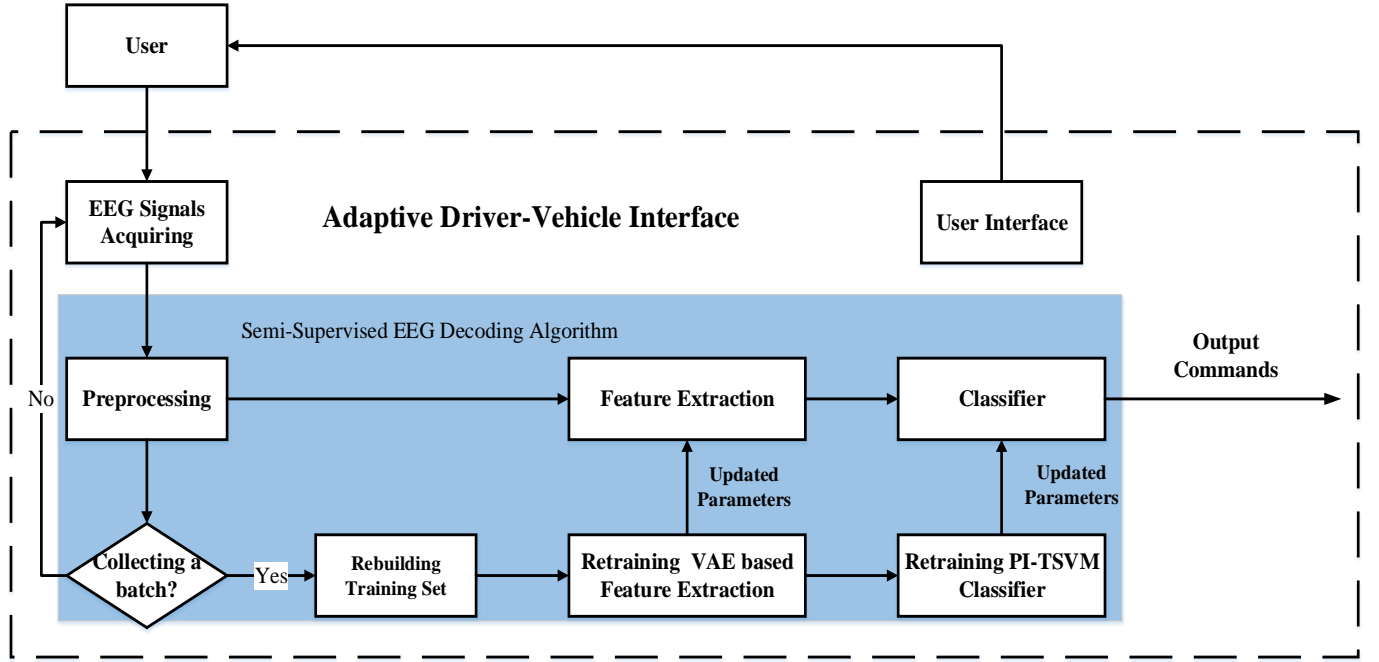 User
EEG Signals
Acquiring
Adaptive Driver-Vehicle Interface
User Interface
Semi-Supervised EEG Decoding Algorithm
Output
Commands
No
Preprocessing
Feature Extraction
Classifier
Updated
Parameters
Updated
Parameters
Collecting a
batch?
Yes
Rebuilding
Training Set
Retraining VAE based
Feature Extraction
Retraining PI-TSVM
Classifier